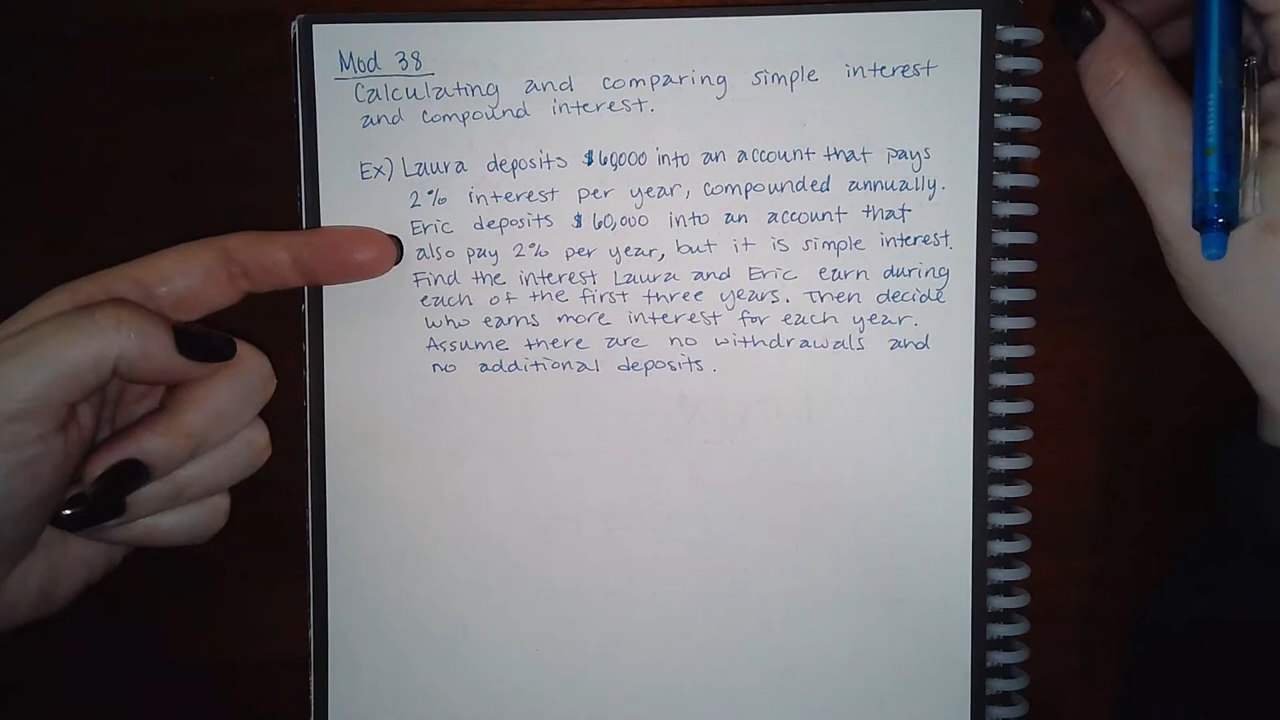 Mod 38
Calculating and comparing simple interest
and compound interest.
Ex) Laura deposits $60000 into an account that pays
2% interest per year, compounded annually.
Eric deposits $60,000 into an account that
also pay 2% per year, but it is simple interest.
Find the interest Laura and Eric earn during
each of the first three years. Then decide
who earns more interest for each year.
Assume there are no withdrawals and
no additional deposits.